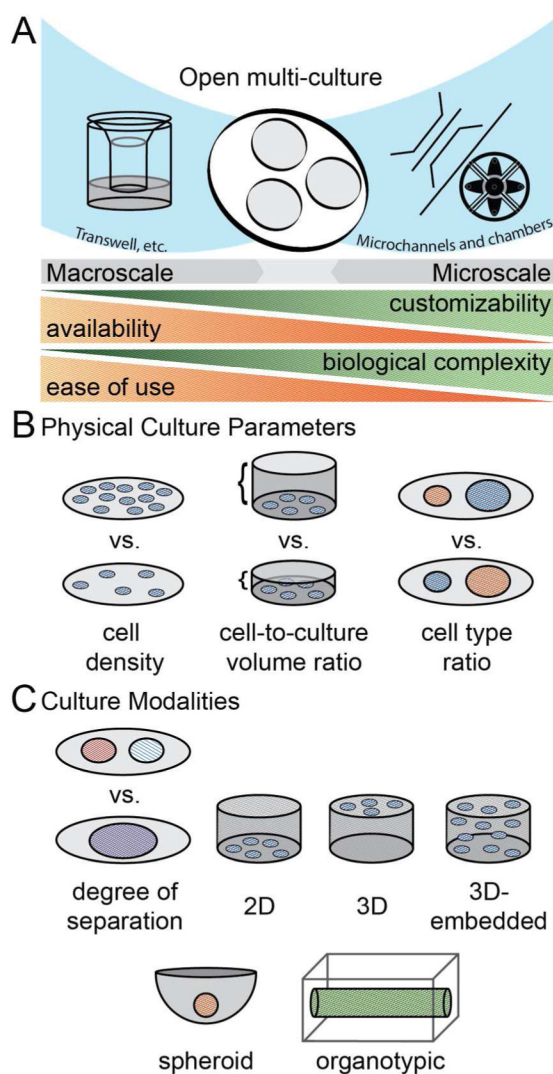 A
Open multi-culture
Transwell, etc.
Microchannels and chambers
Macroscale
Microscale
customizability
availability
biological complexity
ease of use
B Physical Culture Parameters
vs.
vs.
vs.
cell
density
cell-to-culture
volume ratio
cell type
ratio
C Culture Modalities
vs.
degree of
separation
2D
3D
3D-
embedded
spheroid
organotypic